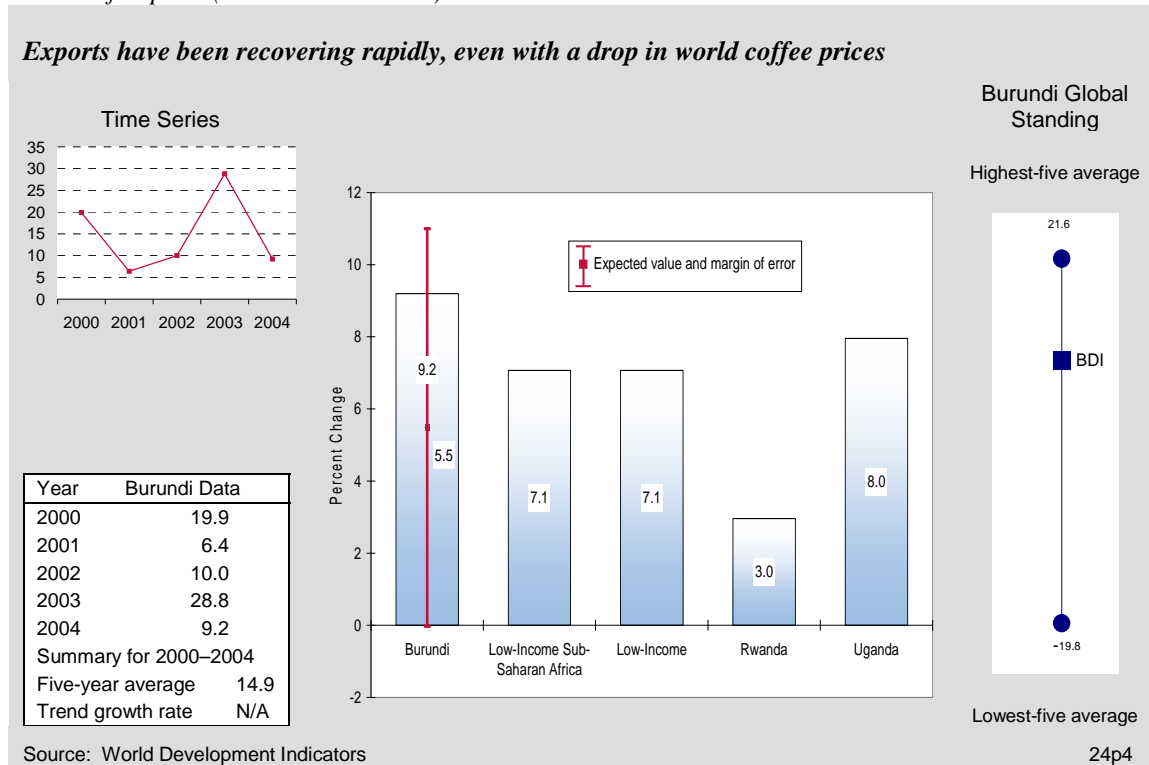 Exports have been recovering rapidly, even with a drop in world coffee prices
Time Series
35
30
25
20
15
10
5
0
2000 2001 2002 2003 2004
Year Burundi Data
2000 19.9
2001 6.4
2002 10.0
2003 28.8
2004 9.2
Summary for 2000–2004
Five-year average 14.9
Trend growth rate N/A
Percent Change
12
10
8
6
4
2
0
-2
Expected value and margin of error
9.2
5.5
7.1
7.1
3.0
8.0
Burundi
Low-Income Sub-
Saharan Africa
Low-Income
Rwanda
Uganda
Burundi Global
Standing
Highest-five average
21.6
BDI
-19.8
Lowest-five average
Source: World Development Indicators
24p4